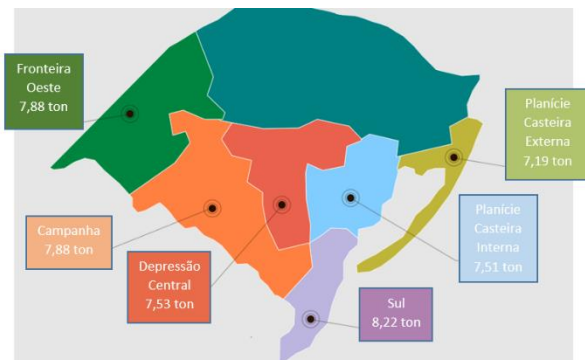 Fronteira
Oeste
7,88 ton
Planície
Casteira
Externa
7,19 ton
Campanha
7,88 ton
Depressão
Central
7,53 ton
Planície
Casteira
Interna
7,51 ton
Sul
8,22 ton